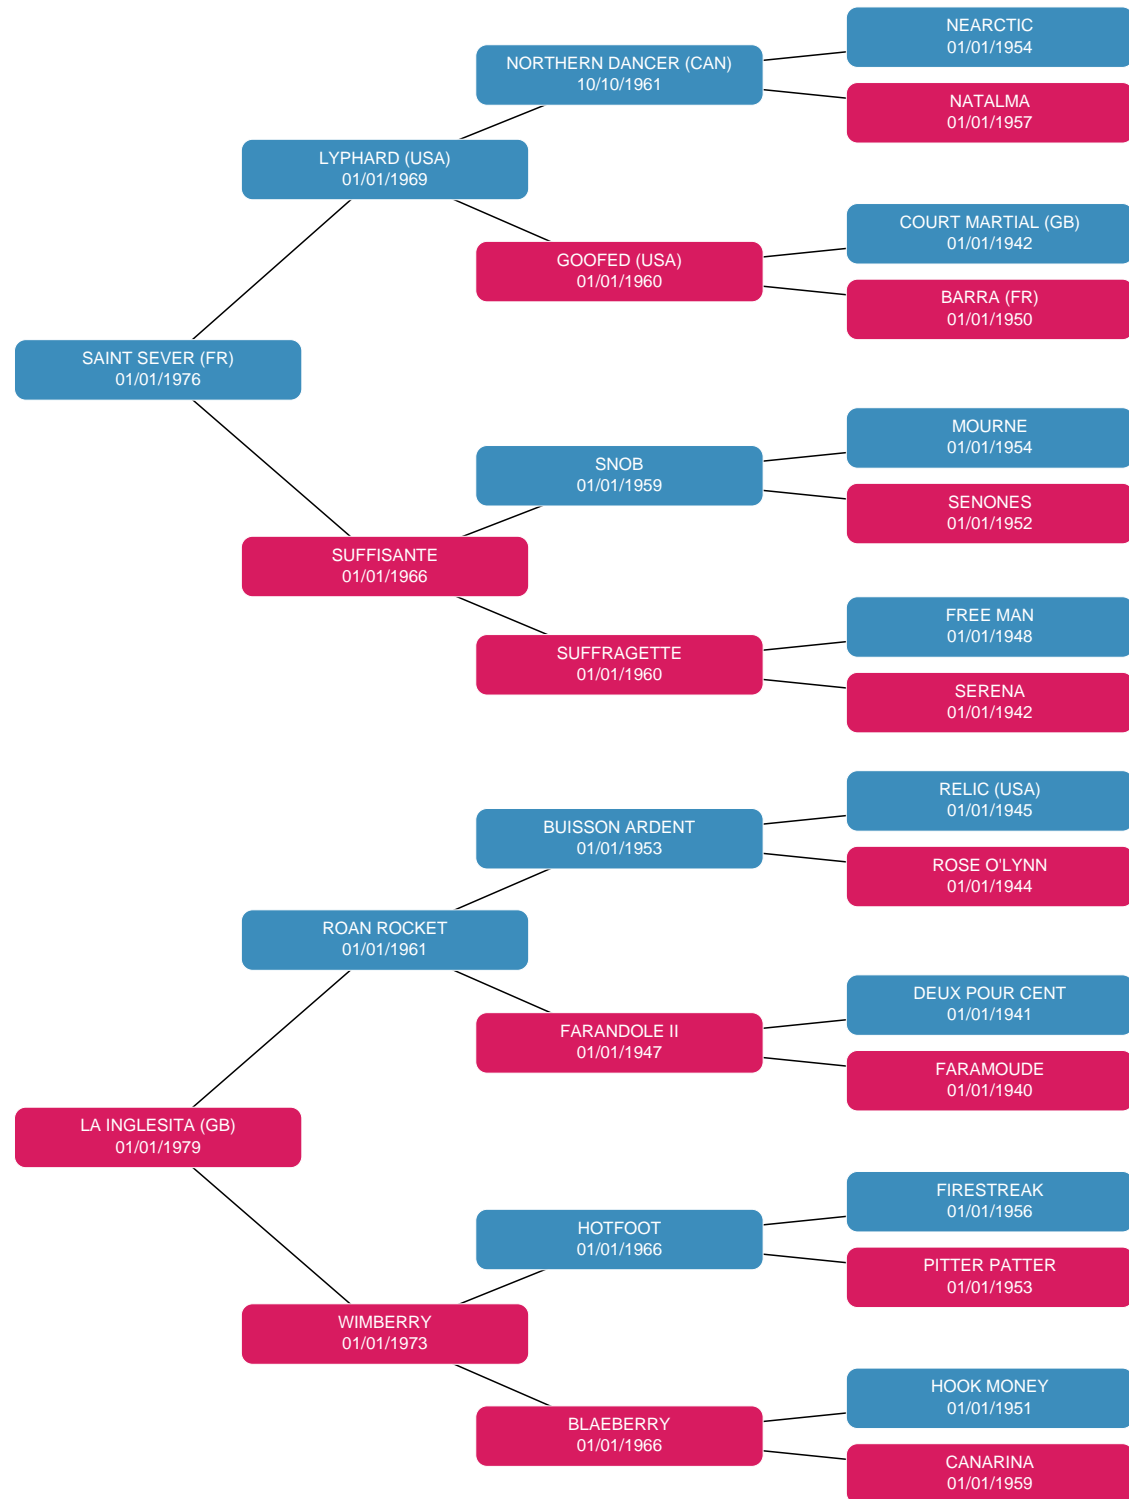 NEARCTIC
01/01/1954
NORTHERN DANCER (CAN)
10/10/1961
NATALMA
01/01/1957
LYPHARD (USA)
01/01/1969
COURT MARTIAL (GB)
01/01/1942
GOOFED (USA)
01/01/1960
BARRA (FR)
01/01/1950
SAINT SEVER (FR)
01/01/1976
MOURNE
01/01/1954
SNOB
01/01/1959
SENONES
01/01/1952
SUFFISANTE
01/01/1966
FREE MAN
01/01/1948
SUFFRAGETTE
01/01/1960
SERENA
01/01/1942
RELIC (USA)
01/01/1945
BUISSON ARDENT
01/01/1953
ROSE O'LYNN
01/01/1944
ROAN ROCKET
01/01/1961
DEUX POUR CENT
01/01/1941
FARANDOLE II
01/01/1947
FARAMOUDE
01/01/1940
LA INGLESITA (GB)
01/01/1979
FIRESTREAK
01/01/1956
HOTFOOT
01/01/1966
PITTER PATTER
01/01/1953
WIMBERRY
01/01/1973
HOOK MONEY
01/01/1951
BLAEBERRY
01/01/1966
CANARINA
01/01/1959